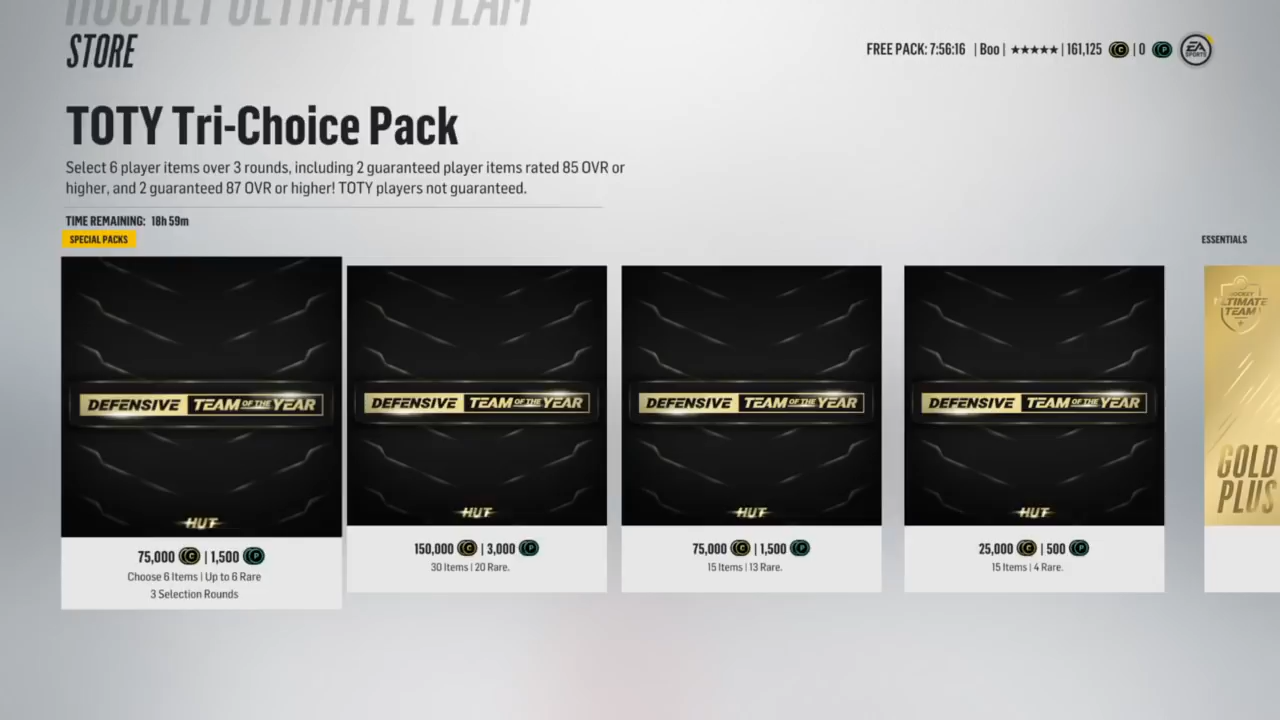 HOCKEY ULTIMATE TEAM
STORE
FREE PACK: 7:56:16 | Boo | ★★★★★ | 161,125 C | 0 P
EA
SPORTS
TOTY Tri-Choice Pack
Select 6 player items over 3 rounds, including 2 guaranteed player items rated 85 OVR or
higher, and 2 guaranteed 87 OVR or higher! TOTY players not guaranteed.
TIME REMAINING: 18h 59m
SPECIAL PACKS
ESSENTIALS
DEFENSIVE TEAM OF THE YEAR
HUT
75,000 C | 1,500 P
Choose 6 Items | Up to 6 Rare
3 Selection Rounds
DEFENSIVE TEAM OF THE YEAR
HUT
150,000 C | 3,000 P
30 Items | 20 Rare.
DEFENSIVE TEAM OF THE YEAR
HUT
75,000 C | 1,500 P
15 Items | 13 Rare.
DEFENSIVE TEAM OF THE YEAR
HUT
25,000 C | 500 P
15 Items | 4 Rare.
HOCKEY
ULTIMATE
TEAM
GOLD
PLUS